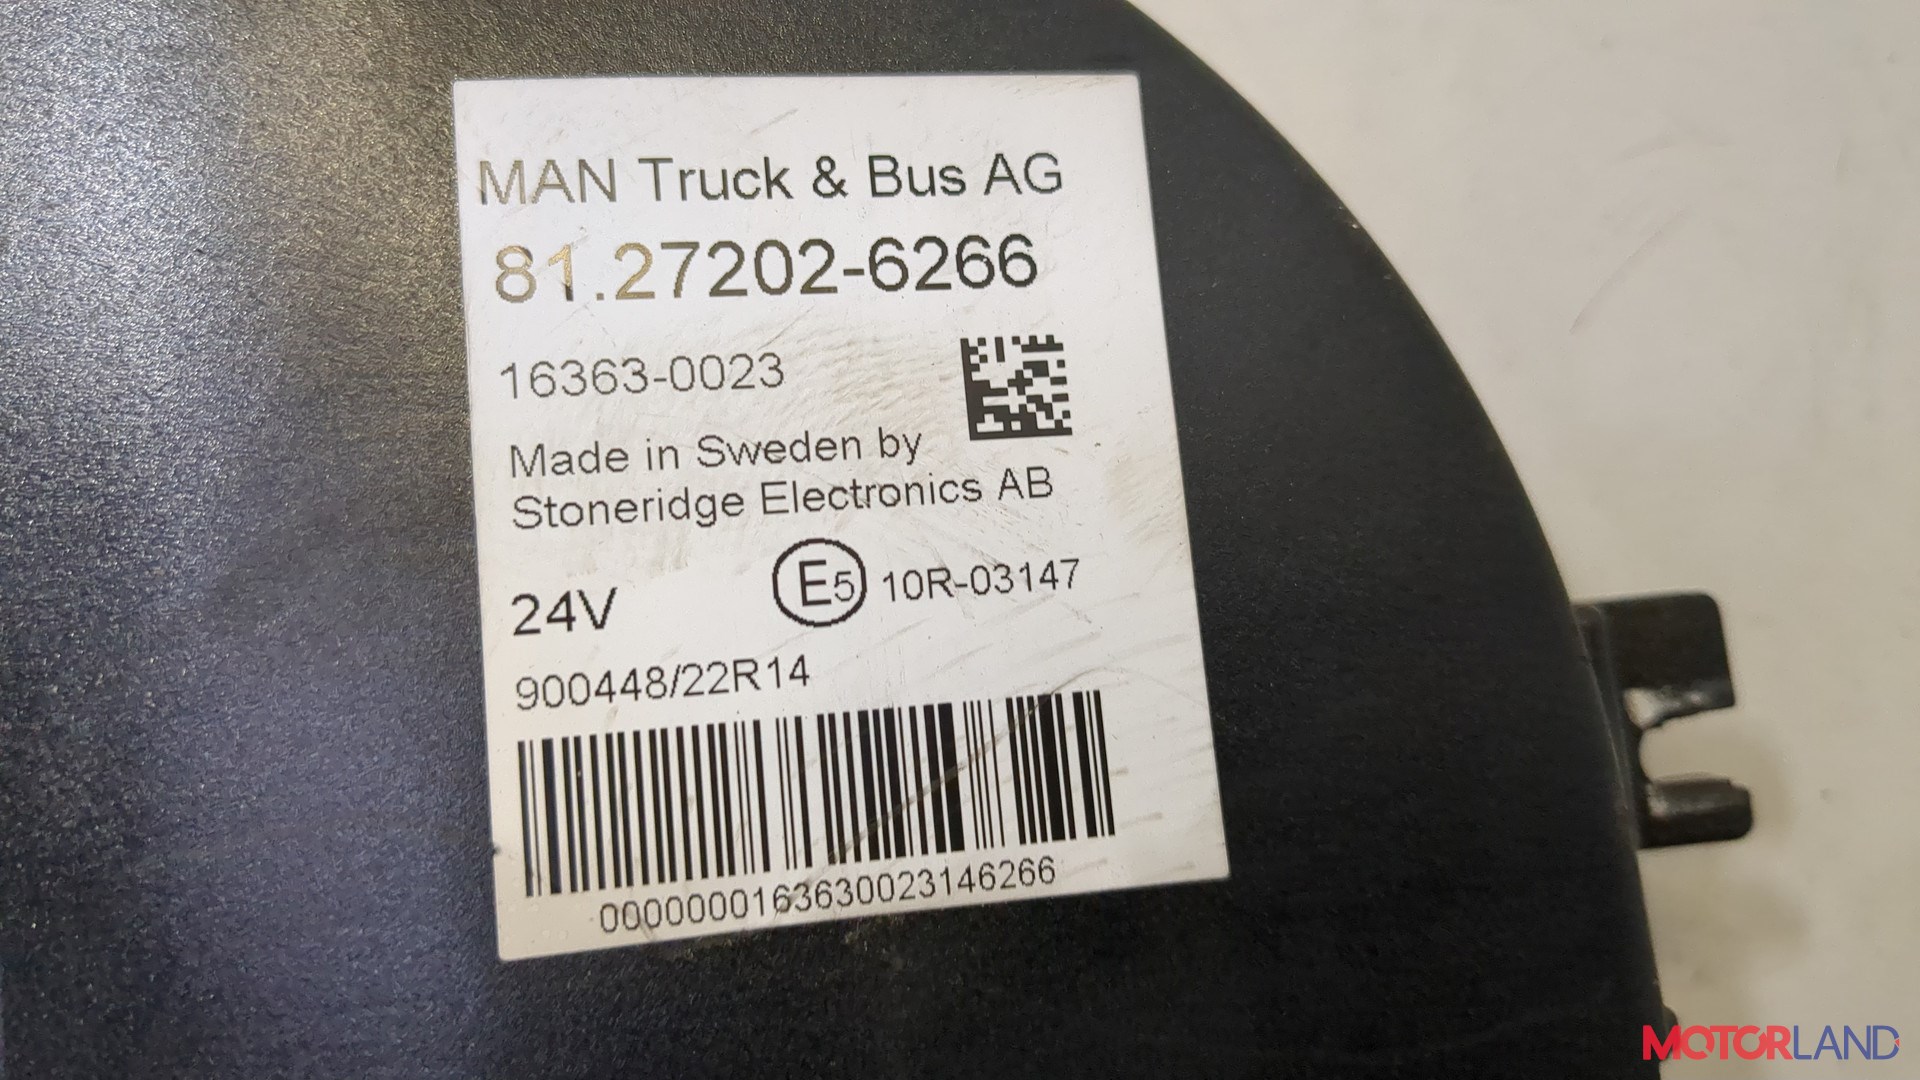 MAN Truck & Bus AG
81.27202-6266
16363-0023
Made in Sweden by
Stoneridge Electronics AB
24V E5 10R-03147
900448/22R14
0000000163630023146266
MOTORLAND